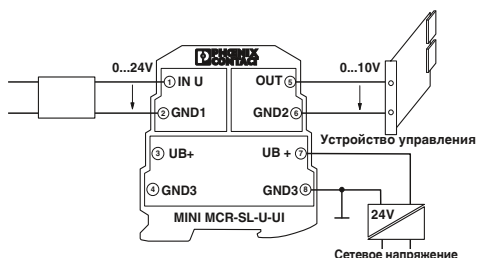 PHOENIX
CONTACT
0...24V
① IN U
OUT ⑤
0...10V
② GND1
GND2 ⑥
Устройство управления
③ UB+
UB + ⑦
④ GND3
GND3 ⑧
24V
MINI MCR-SL-U-UI
Сетевое напряжение